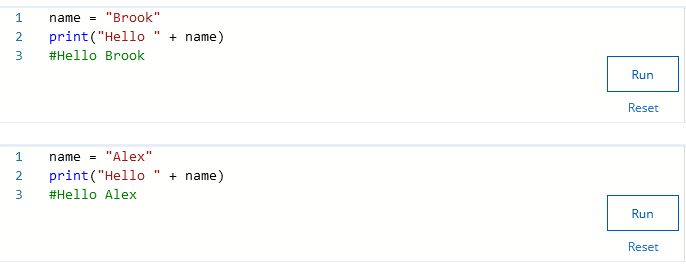 1 name = "Brook"
2 print("Hello " + name)
3 #Hello Brook
Run
Reset
1 name = "Alex"
2 print("Hello " + name)
3 #Hello Alex
Run
Reset